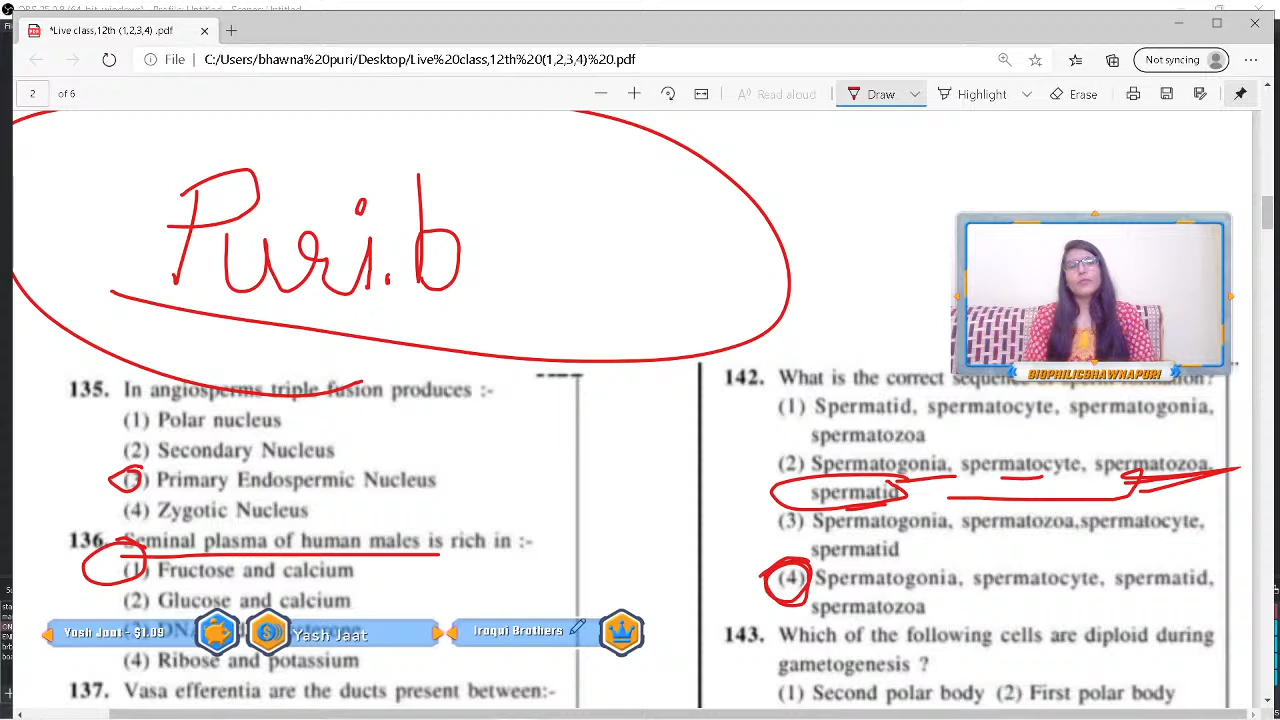 *Live class,12th (1,2,3,4) .pdf
File C:/Users/bhawna%20puri/Desktop/Live%20class,12th%20(1,2,3,4)%20.pdf
Not syncing
2 of 6
Read aloud
Draw
Highlight
Erase
Puri.b
BIOPHILICBHAWNAPURI
135. In angiosperms triple fusion produces :-
(1) Polar nucleus
(2) Secondary Nucleus
(3) Primary Endospermic Nucleus
(4) Zygotic Nucleus
136. Seminal plasma of human males is rich in :-
(1) Fructose and calcium
(2) Glucose and calcium
Yash Jaat - $1.09
Yash Jaat
Iraqui Brothers
(4) Ribose and potassium
137. Vasa efferentia are the ducts present between:-
142. What is the correct sequence formation?
(1) Spermatid, spermatocyte, spermatogonia,
spermatozoa
(2) Spermatogonia, spermatocyte, spermatozoa,
spermatid
(3) Spermatogonia, spermatozoa,spermatocyte,
spermatid
(4) Spermatogonia, spermatocyte, spermatid,
spermatozoa
143. Which of the following cells are diploid during
gametogenesis ?
(1) Second polar body (2) First polar body